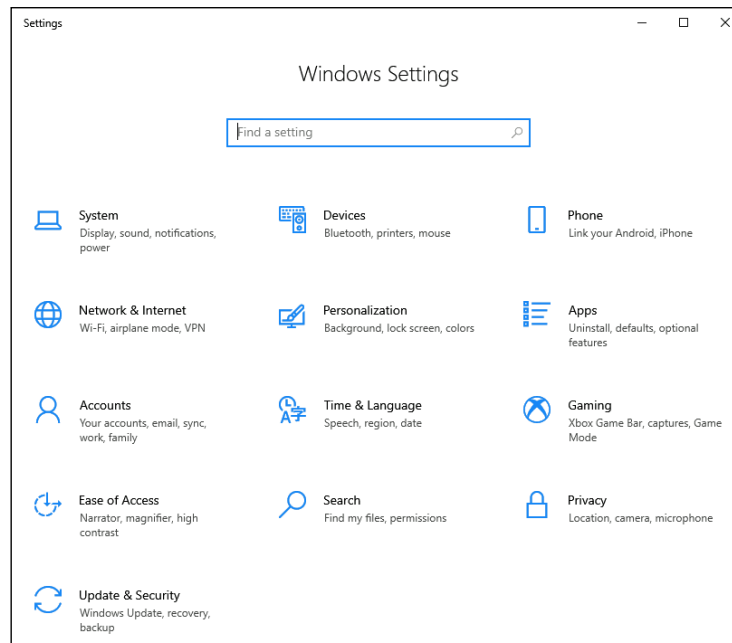 Settings
Windows Settings
Find a setting
System
Display, sound, notifications,
power
Devices
Bluetooth, printers, mouse
Phone
Link your Android, iPhone
Network & Internet
Wi-Fi, airplane mode, VPN
Personalization
Background, lock screen, colors
Apps
Uninstall, defaults, optional
features
Accounts
Your accounts, email, sync,
work, family
Time & Language
Speech, region, date
Gaming
Xbox Game Bar, captures, Game
Mode
Ease of Access
Narrator, magnifier, high
contrast
Search
Find my files, permissions
Privacy
Location, camera, microphone
Update & Security
Windows Update, recovery,
backup